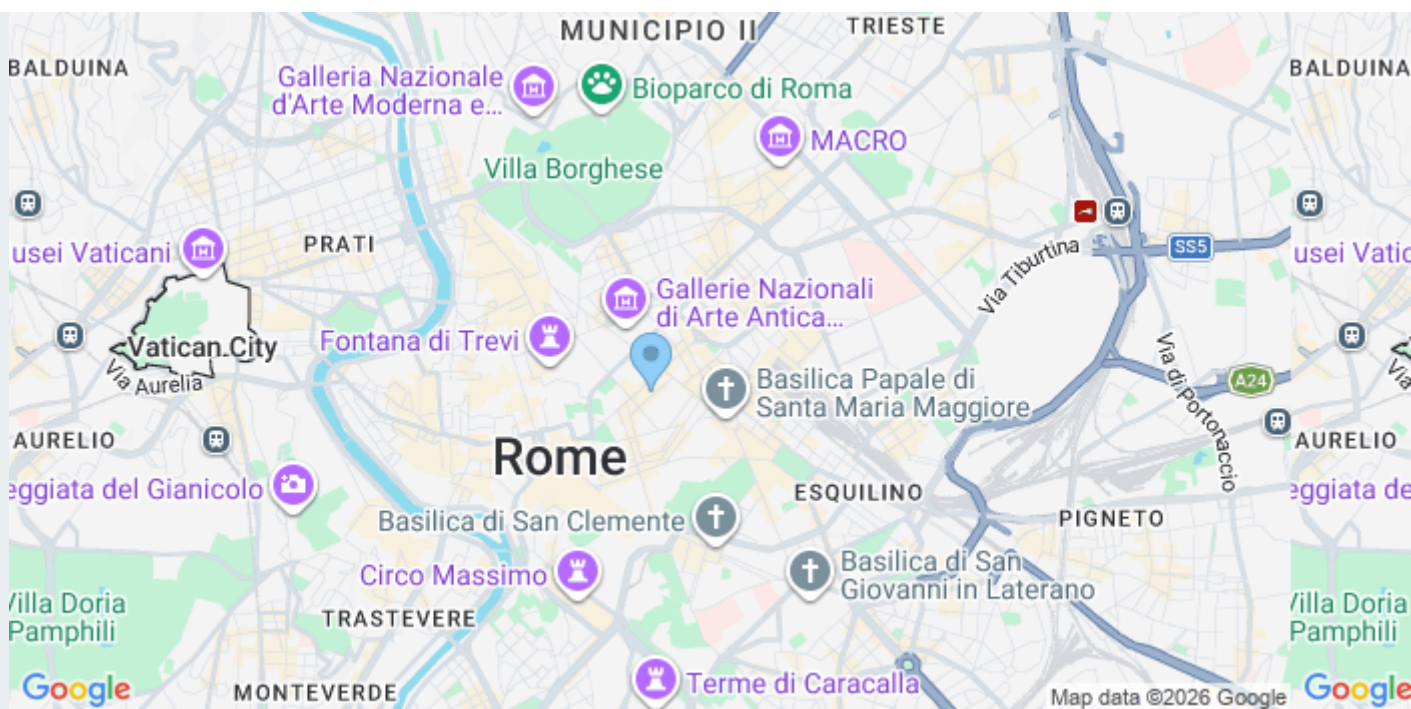 MUNICIPIO II
TRIESTE
BALDUINA
BALDUINA
Galleria Nazionale
d'Arte Moderna e...
Bioparco di Roma
MACRO
Villa Borghese
PRATI
usei Vaticani
SS5
usei Vatic
Via Tiburtina
Gallerie Nazionali
di Arte Antica...
Fontana di Trevi
Vatican City
Via Aurelia
Via di Portonaccio
A24
Basilica Papale di
Santa Maria Maggiore
AURELIO
AURELIO
Rome
eggiata del Gianicolo
ESQUILINO
eggiata de
Basilica di San Clemente
PIGNETO
Circo Massimo
Basilica di San
Giovanni in Laterano
Villa Doria
Pamphili
Villa Doria
Pamphili
TRASTEVERE
Google
MONTEVERDE
Terme di Caracalla
Map data ©2026 Google
Google